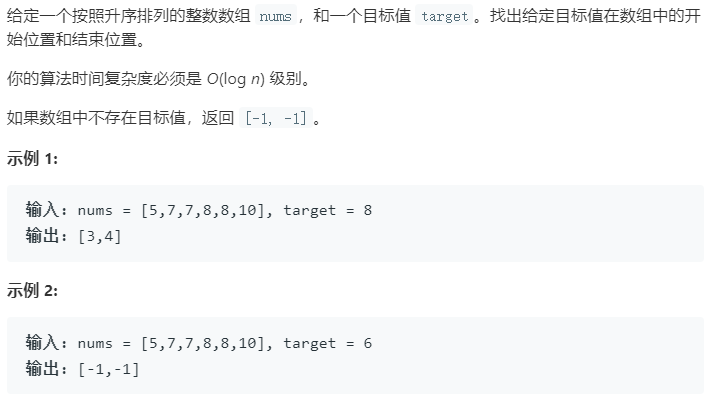 给定一个按照升序排列的整数数组 nums，和一个目标值 target。找出给定目标值在数组中的开
始位置和结束位置。
你的算法时间复杂度必须是 O(log n) 级别。
如果数组中不存在目标值，返回 [-1, -1]。
示例 1:
输入: nums = [5,7,7,8,8,10], target = 8
输出: [3,4]
示例 2:
输入: nums = [5,7,7,8,8,10], target = 6
输出: [-1,-1]